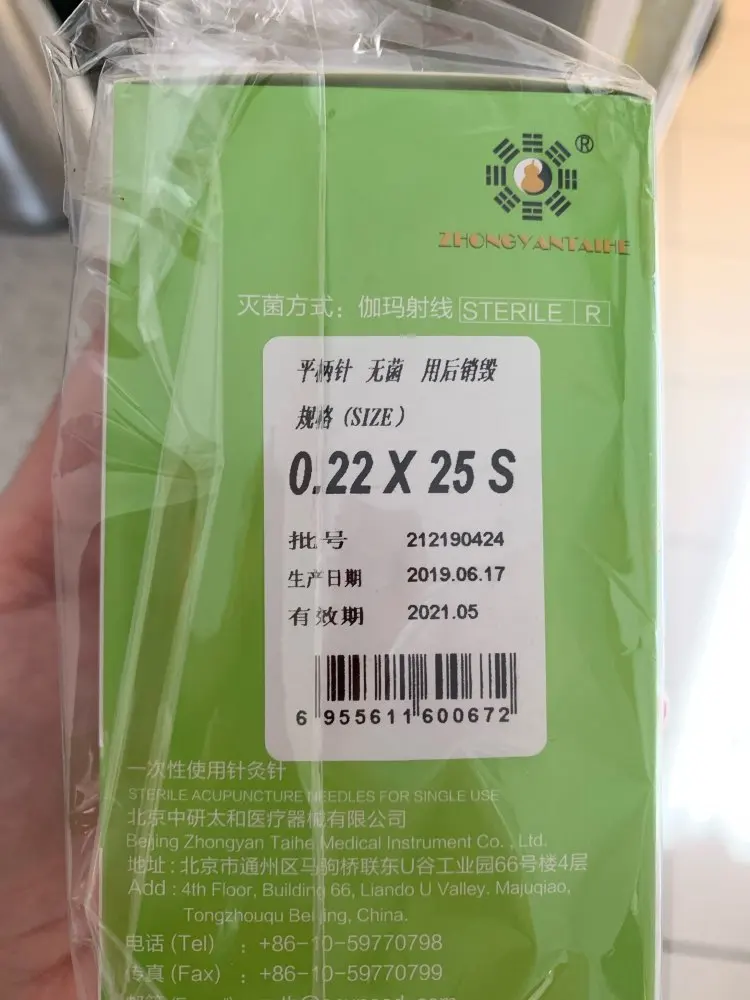 ®
ZHONGYANTAIHE
灭菌方式：伽玛射线 STERILE R
平柄针 无菌 用后销毁
规格 (SIZE)
0.22 X 25 S
批号 212190424
生产日期 2019.06.17
有效期 2021.05
6 955611 600672
一次性使用针灸针
STERILE ACUPUNCTURE NEEDLES FOR SINGLE USE
北京中研太和医疗器械有限公司
Beijing Zhongyan Taihe Medical Instrument Co., Ltd.
地址：北京市通州区马驹桥联东U谷工业园66号楼4层
Add : 4th Floor, Building 66, Liando U Valley. Majuqiao,
Tongzhouqu Beijing, China.
电话 (Tel) : +86-10-59770798
传真 (Fax) : +86-10-59770799